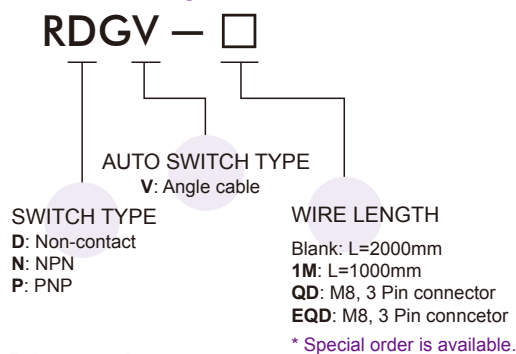 RDGV – □
AUTO SWITCH TYPE
V: Angle cable
SWITCH TYPE
D: Non-contact
N: NPN
P: PNP
WIRE LENGTH
Blank: L=2000mm
1M: L=1000mm
QD: M8, 3 Pin connector
EQD: M8, 3 Pin conncetor
* Special order is available.